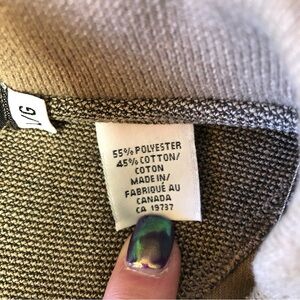 /G
55% POLYESTER
45% COTTON/
COTON
MADE IN/
FABRIQUÉ AU
CANADA
CA 19737